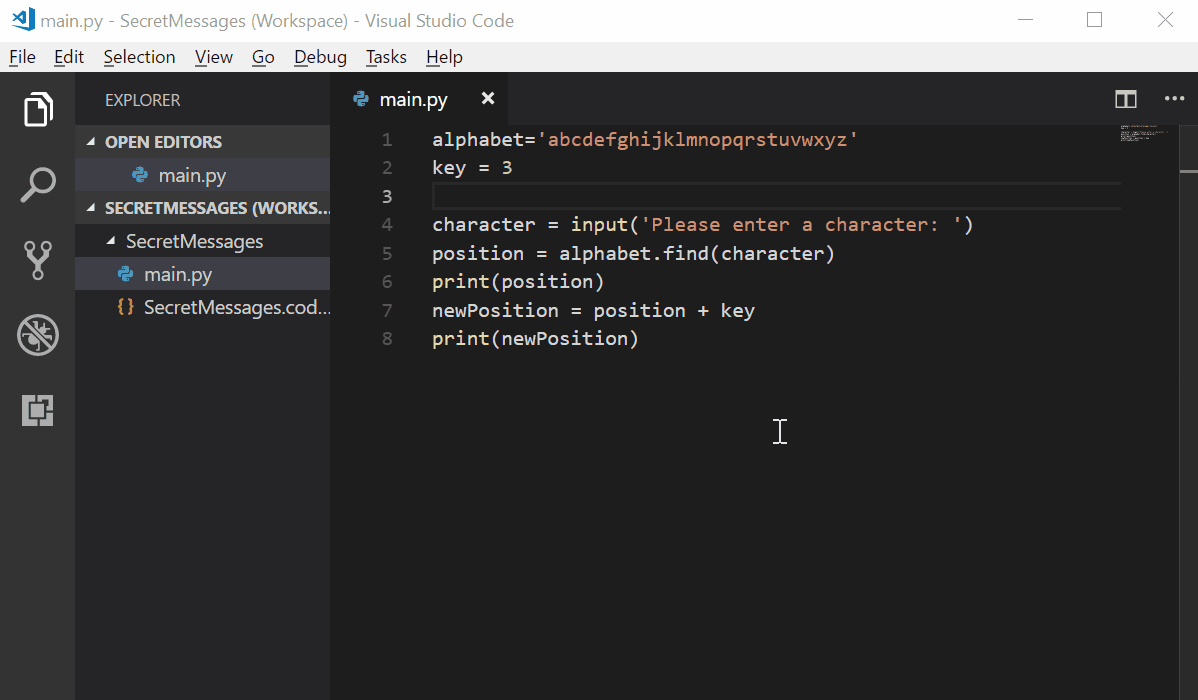 main.py - SecretMessages (Workspace) - Visual Studio Code
File Edit Selection View Go Debug Tasks Help
EXPLORER
OPEN EDITORS
main.py
SECRETMESSAGES (WORKS...
SecretMessages
main.py
{} SecretMessages.cod...
main.py
1 alphabet='abcdefghijklmnopqrstuvwxyz'
2 key = 3
3
4 character = input('Please enter a character: ')
5 position = alphabet.find(character)
6 print(position)
7 newPosition = position + key
8 print(newPosition)